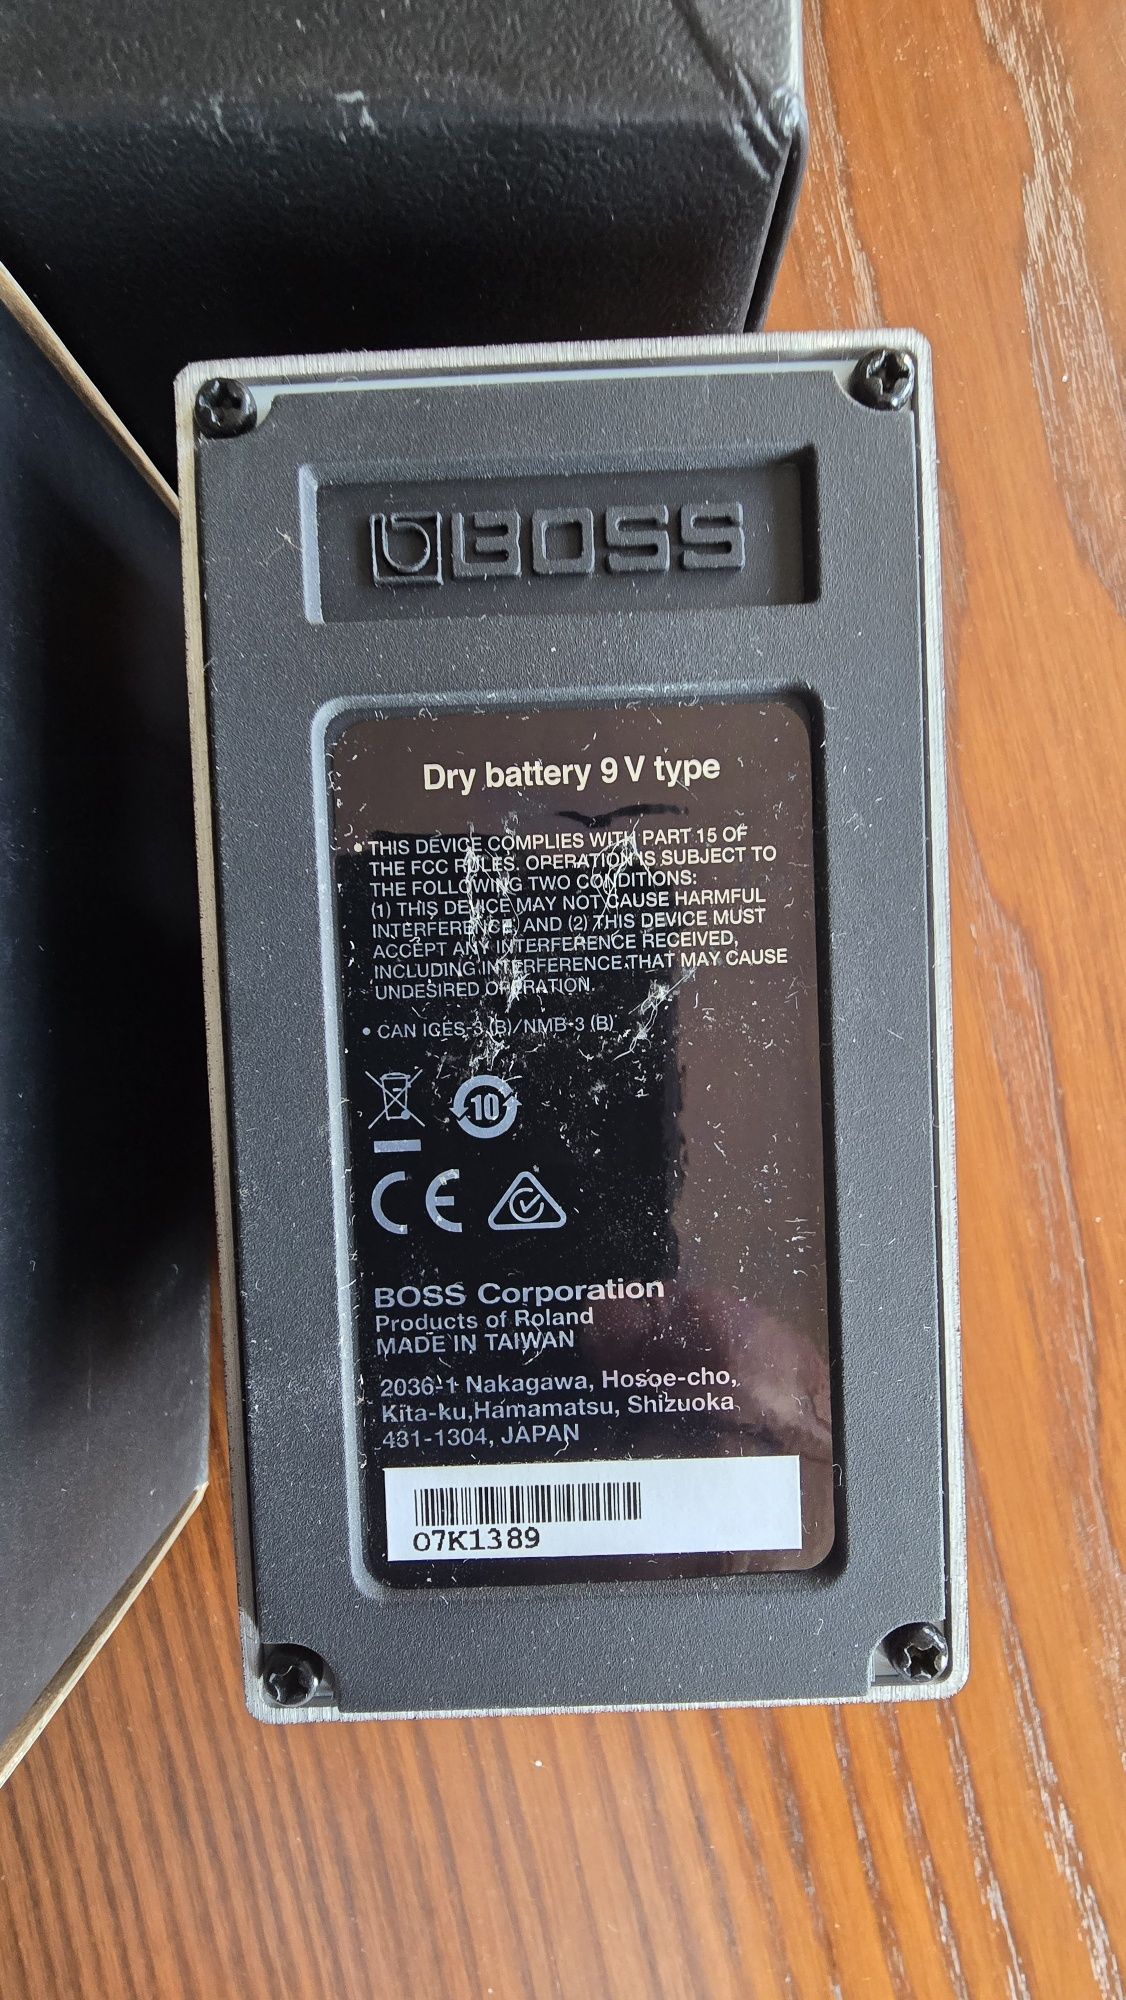 BOSS
Dry battery 9 V type
• THIS DEVICE COMPLIES WITH PART 15 OF
THE FCC RULES. OPERATION IS SUBJECT TO
THE FOLLOWING TWO CONDITIONS:
(1) THIS DEVICE MAY NOT CAUSE HARMFUL
INTERFERENCE, AND (2) THIS DEVICE MUST
ACCEPT ANY INTERFERENCE RECEIVED,
INCLUDING INTERFERENCE THAT MAY CAUSE
UNDESIRED OPERATION.
• CAN ICES-3 (B)/NMB-3 (B)
10
CE
BOSS Corporation
Products of Roland
MADE IN TAIWAN
2036-1 Nakagawa, Hosoe-cho,
Kita-ku,Hamamatsu, Shizuoka
431-1304, JAPAN
O7K1389